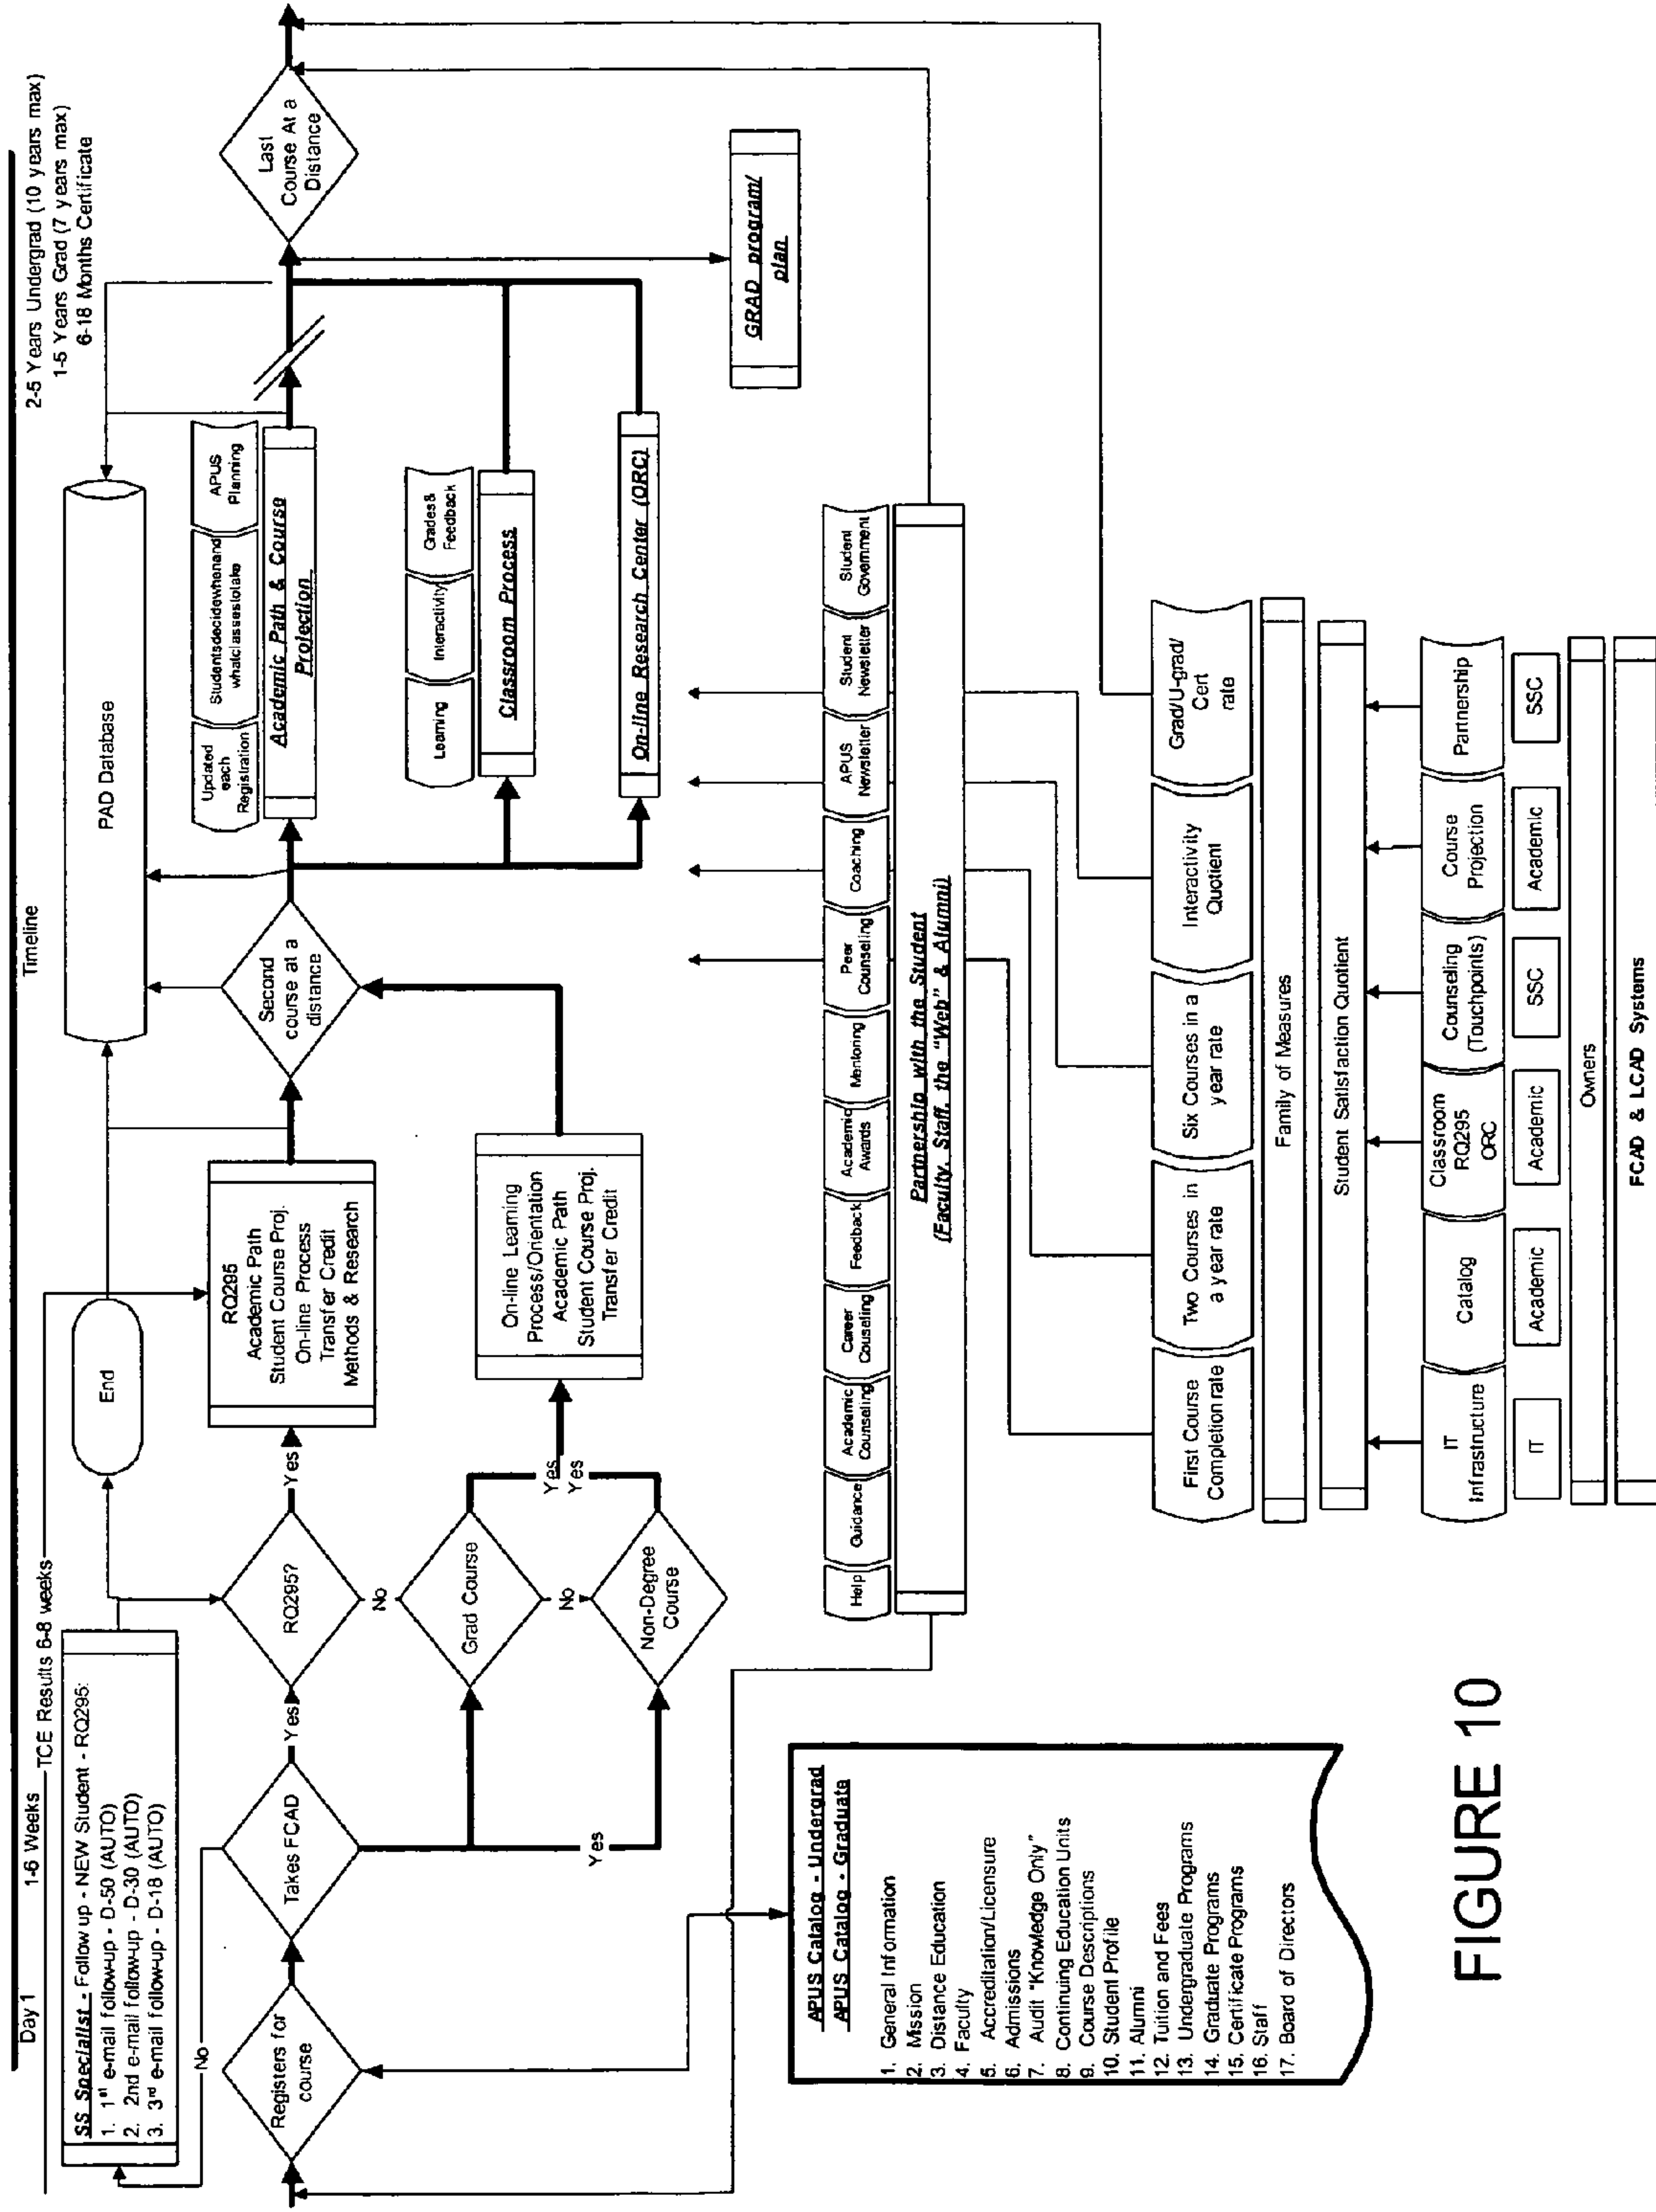 Timeline
Day 1
1-6 Weeks
TCE Results 6-8 weeks
2-5 Years Undergrad (10 years max)
1-5 Years Grad (7 years max)
6-18 Months Certificate
SS Specialist - Follow up - NEW Student - RQ295:
1. 1st e-mail follow-up - D-50 (AUTO)
2. 2nd e-mail follow-up - D-30 (AUTO)
3. 3rd e-mail follow-up - D-18 (AUTO)
End
PAD Database
No
Registers for
course
Takes FCAD
Yes
RQ295?
Yes
RQ295
Academic Path
Student Course Proj.
On-line Process
Transfer Credit
Methods & Research
Second
course at a
distance
Updated
each
Registration
Studentsdecidewhenand
whatclassestotake
APUS
Planning
Academic Path & Course
Projection
Last
Course At a
Distance
No
Grad Course
No
Non-Degree
Course
Yes
Yes
Yes
On-line Learning
Process/Orientation
Academic Path
Student Course Proj.
Transfer Credit
Learning
Interactivity
Grades&
Feedback
Classroom Process
On-line Research Center (ORC)
GRAD program/
plan
APUS Catalog - Undergrad
APUS Catalog - Graduate
1. General Information
2. Mission
3. Distance Education
4. Faculty
5. Accreditation/Licensure
6. Admissions
7. Audit "Knowledge Only"
8. Continuing Education Units
9. Course Descriptions
10. Student Profile
11. Alumni
12. Tuition and Fees
13. Undergraduate Programs
14. Graduate Programs
15. Certificate Programs
16. Staff
17. Board of Directors
Help
Guidance
Academic
Counseling
Career
Couseling
Feedback
Academic
Awards
Mentoring
Peer
Counseling
Coaching
APUS
Newsletter
Student
Newsletter
Student
Government
Partnership with the Student
(Faculty, Staff, the "Web" & Alumni)
First Course
Completion rate
Two Courses in
a year rate
Six Courses in a
year rate
Interactivity
Quotient
Grad/U-grad/
Cert
rate
Family of Measures
Student Satisfaction Quotient
IT
Infrastructure
Catalog
Classroom
RQ295
ORC
Counseling
(Touchpoints)
Course
Projection
Partnership
IT
Academic
Academic
SSC
Academic
SSC
Owners
FCAD & LCAD Systems
FIGURE 10